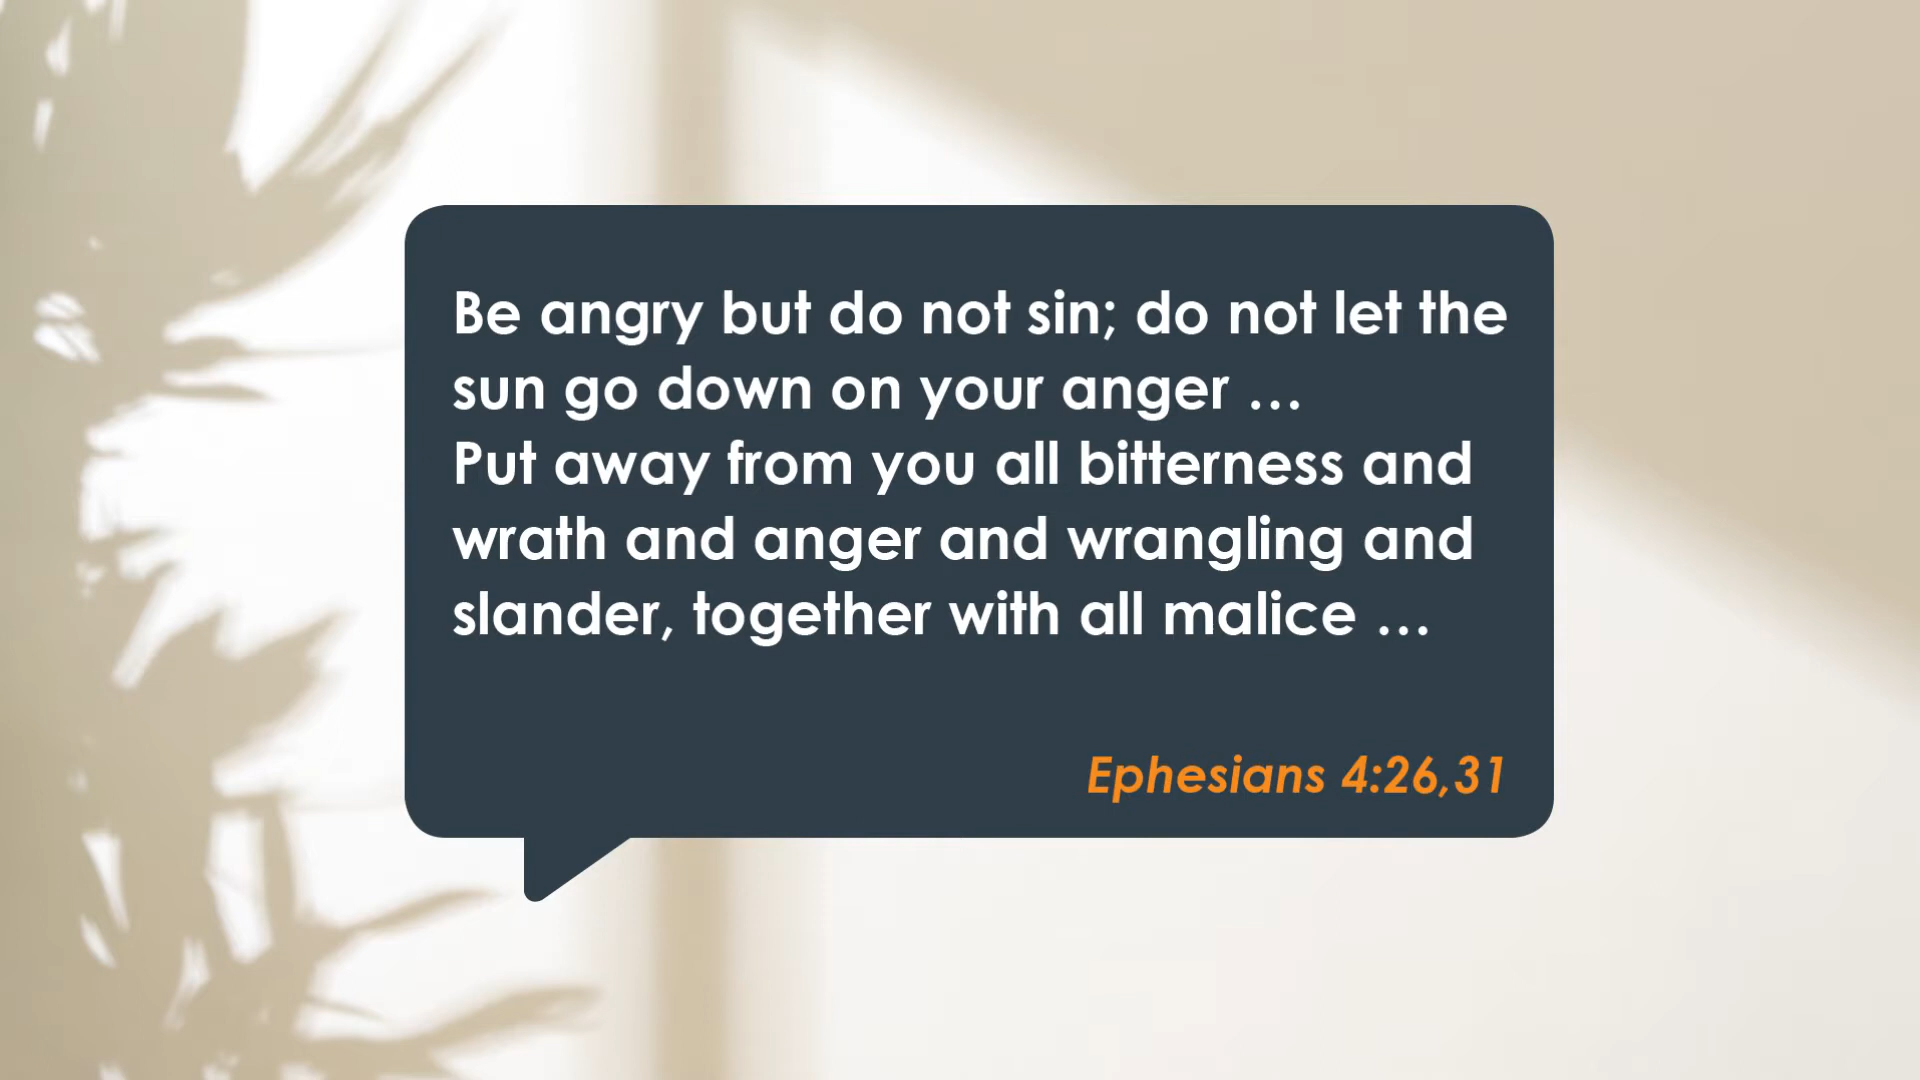 Be angry but do not sin; do not let the
sun go down on your anger …
Put away from you all bitterness and
wrath and anger and wrangling and
slander, together with all malice …
Ephesians 4:26,31